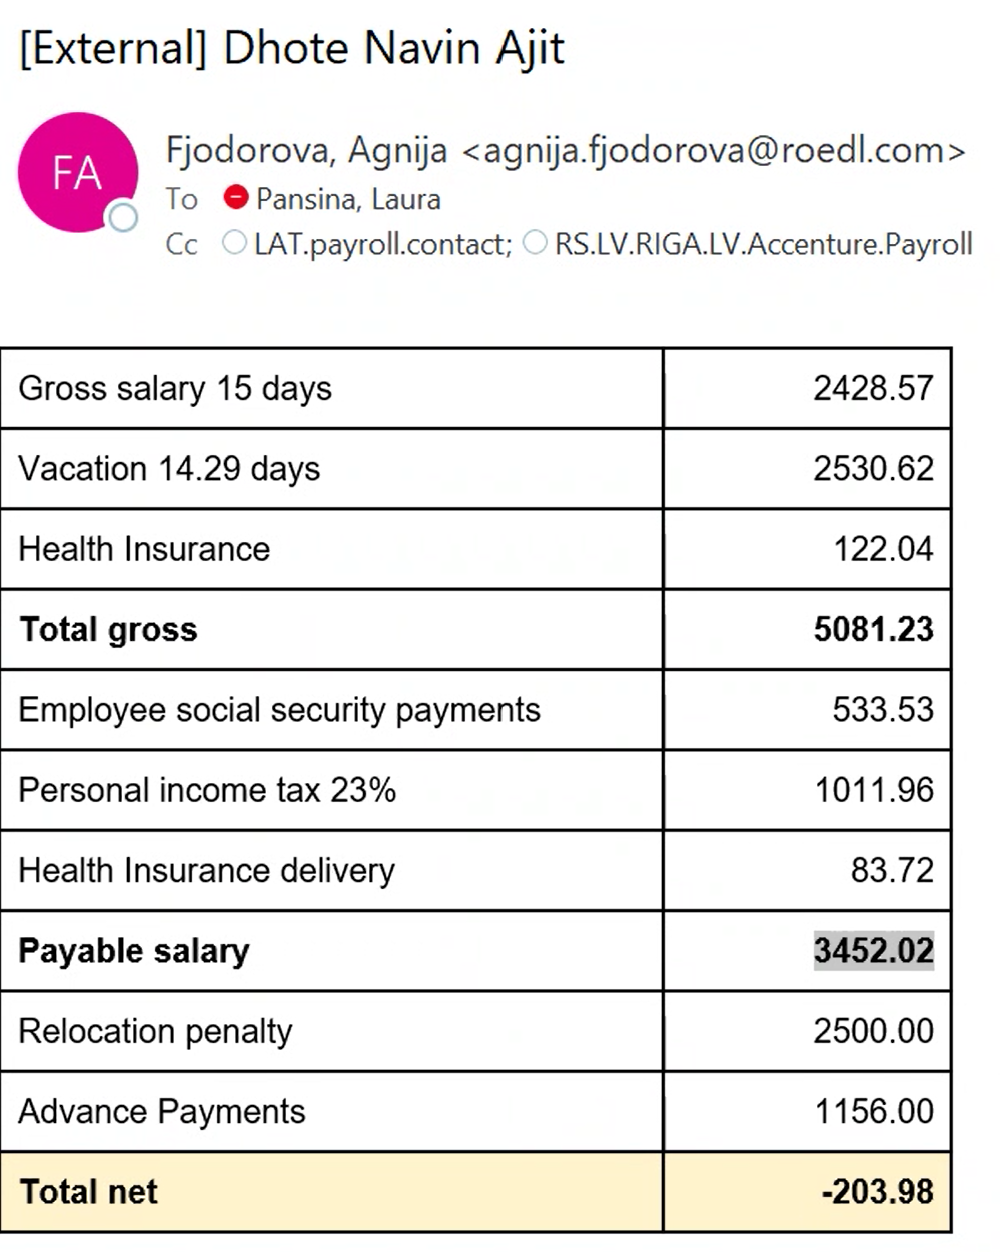 [External] Dhote Navin Ajit
FA
Fjodorova, Agnija <agnija.fjodorova@roedl.com>
To Pansina, Laura
Cc LAT.payroll.contact; RS.LV.RIGA.LV.Accenture.Payroll
Gross salary 15 days 2428.57
Vacation 14.29 days 2530.62
Health Insurance 122.04
Total gross 5081.23
Employee social security payments 533.53
Personal income tax 23% 1011.96
Health Insurance delivery 83.72
Payable salary 3452.02
Relocation penalty 2500.00
Advance Payments 1156.00
Total net -203.98